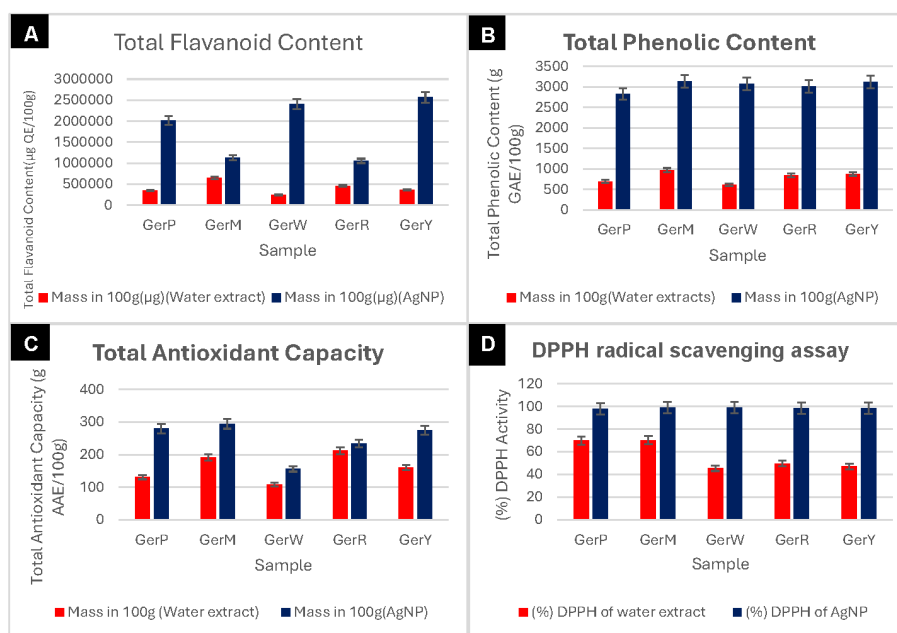 A
Total Flavanoid Content
Total Flavanoid Content(µg QE/100g)
3000000
2500000
2000000
1500000
1000000
500000
0
GerP GerM GerW GerR GerY
Sample
Mass in 100g(µg)(Water extract) Mass in 100g(µg)(AgNP)
B
Total Phenolic Content
Total Phenolic Content (g
GAE/100g)
3500
3000
2500
2000
1500
1000
500
0
GerP GerM GerW GerR GerY
Sample
Mass in 100g(Water extracts) Mass in 100g(AgNP)
C
Total Antioxidant Capacity
Total Antioxidant Capacity (g
AAE/100g)
400
300
200
100
0
GerP GerM GerW GerR GerY
Sample
Mass in 100g (Water extract) Mass in 100g(AgNP)
D
DPPH radical scavenging assay
(%) DPPH Activity
120
100
80
60
40
20
0
GerP GerM GerW GerR GerY
Sample
(%) DPPH of water extract (%) DPPH of AgNP